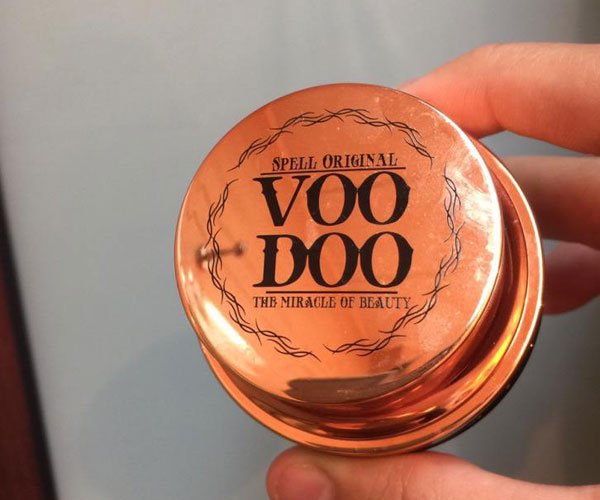 SPELL ORIGINAL
VOO
DOO
THE MIRACLE OF BEAUTY